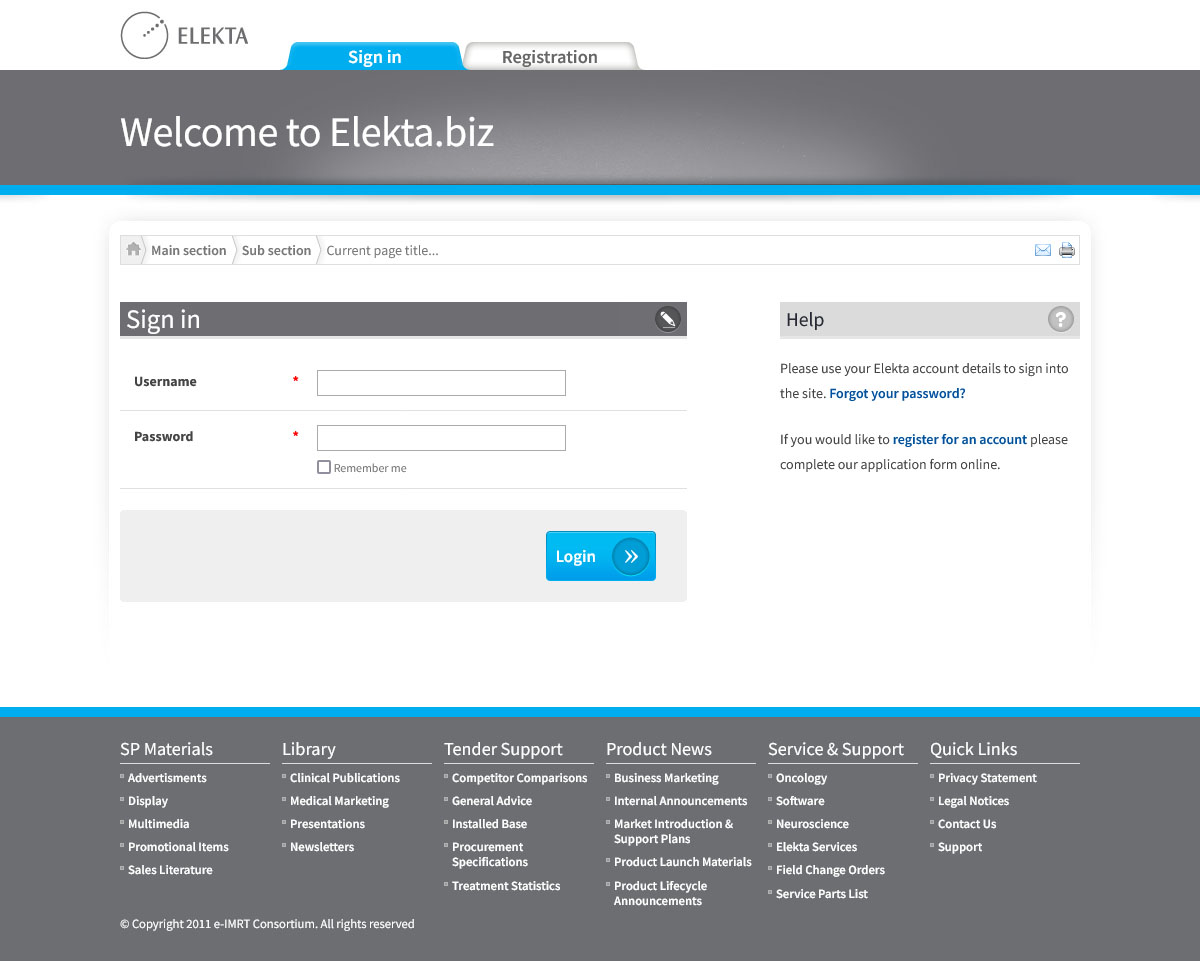 ELEKTA
Sign in
Registration
Welcome to Elekta.biz
Main section
Sub section
Current page title...
Sign in
Username *
Password *
Remember me
Login
Help
?
Please use your Elekta account details to sign into
the site. Forgot your password?
If you would like to register for an account please
complete our application form online.
SP Materials
Advertisments
Display
Multimedia
Promotional Items
Sales Literature
Library
Clinical Publications
Medical Marketing
Presentations
Newsletters
Tender Support
Competitor Comparisons
General Advice
Installed Base
Procurement
Specifications
Treatment Statistics
Product News
Business Marketing
Internal Announcements
Market Introduction &
Support Plans
Product Launch Materials
Product Lifecycle
Announcements
Service & Support
Oncology
Software
Neuroscience
Elekta Services
Field Change Orders
Service Parts List
Quick Links
Privacy Statement
Legal Notices
Contact Us
Support
© Copyright 2011 e-IMRT Consortium. All rights reserved